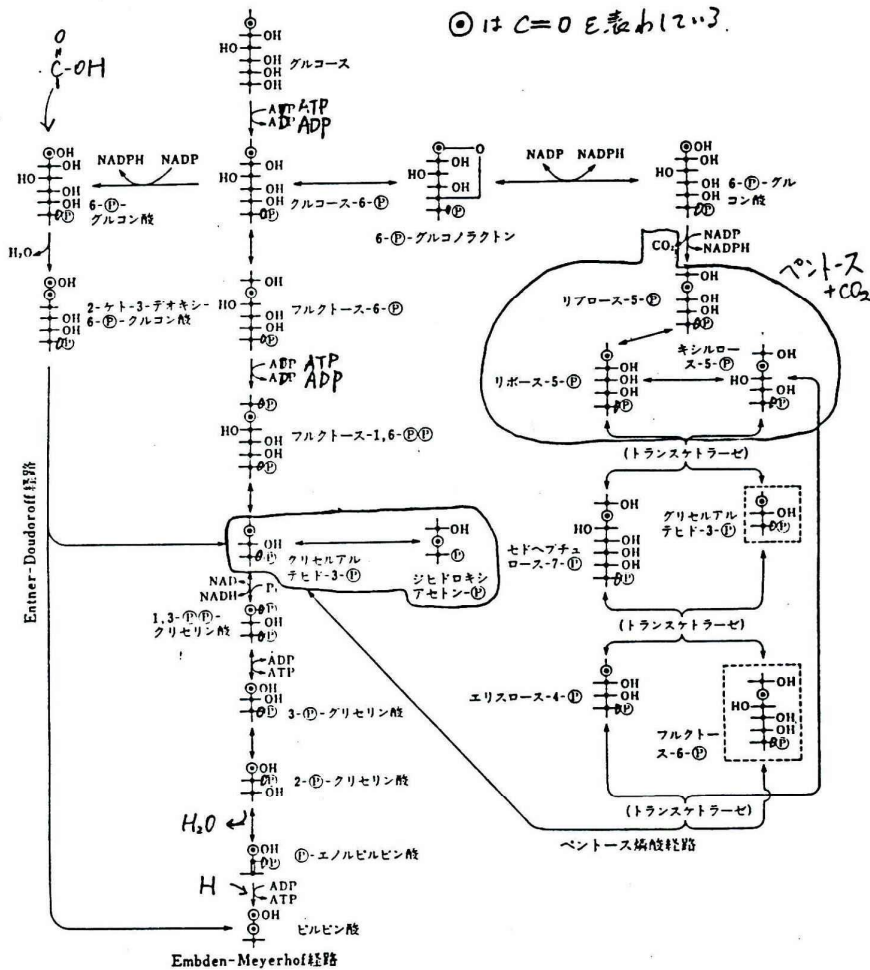 ◉は C=O を表わしている.
O
C-OH
OH
HO
OH
OH
OH
グルコース
ATP ATP
ADP ADP
NADPH NADP
NADP NADPH
6-Ⓟ-
グルコン酸
クルコース-6-Ⓟ
6-Ⓟ-グルコノラクトン
6-Ⓟ-グル
コン酸
H₂O
CO₂
NADP
NADPH
ペントース
+CO₂
2-ケト-3-デオキシ-
6-Ⓟ-クルコン酸
フルクトース-6-Ⓟ
リブロース-5-Ⓟ
ATP
ADP
リボース-5-Ⓟ
キシルロー
ス-5-Ⓟ
フルクトース-1,6-ⓅⓅ
(トランスケトラーゼ)
Entner-Doudoroff経路
クリセルアル
テヒド-3-Ⓟ
ジヒドロキシ
アセトン-Ⓟ
セドヘプチュ
ロース-7-Ⓟ
グリセルアル
テヒド-3-Ⓟ
NAD
NADH
P
1,3-ⓅⓅ-
クリセリン酸
(トランスケトラーゼ)
ADP
ATP
3-Ⓟ-グリセリン酸
エリスロース-4-Ⓟ
フルクトー
ス-6-Ⓟ
2-Ⓟ-クリセリン酸
H₂O
(トランスケトラーゼ)
ペントース燐酸経路
Ⓟ-エノルピルビン酸
H
ADP
ATP
ピルビン酸
Embden-Meyerhof経路